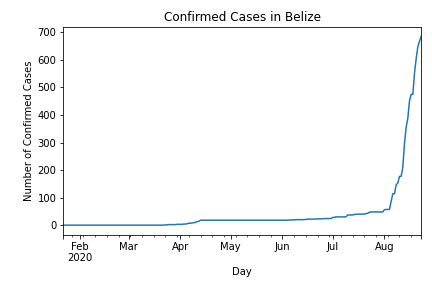 Confirmed Cases in Belize
700
600
500
400
300
200
100
0
Number of Confirmed Cases
Feb Mar Apr May Jun Jul Aug
2020
Day